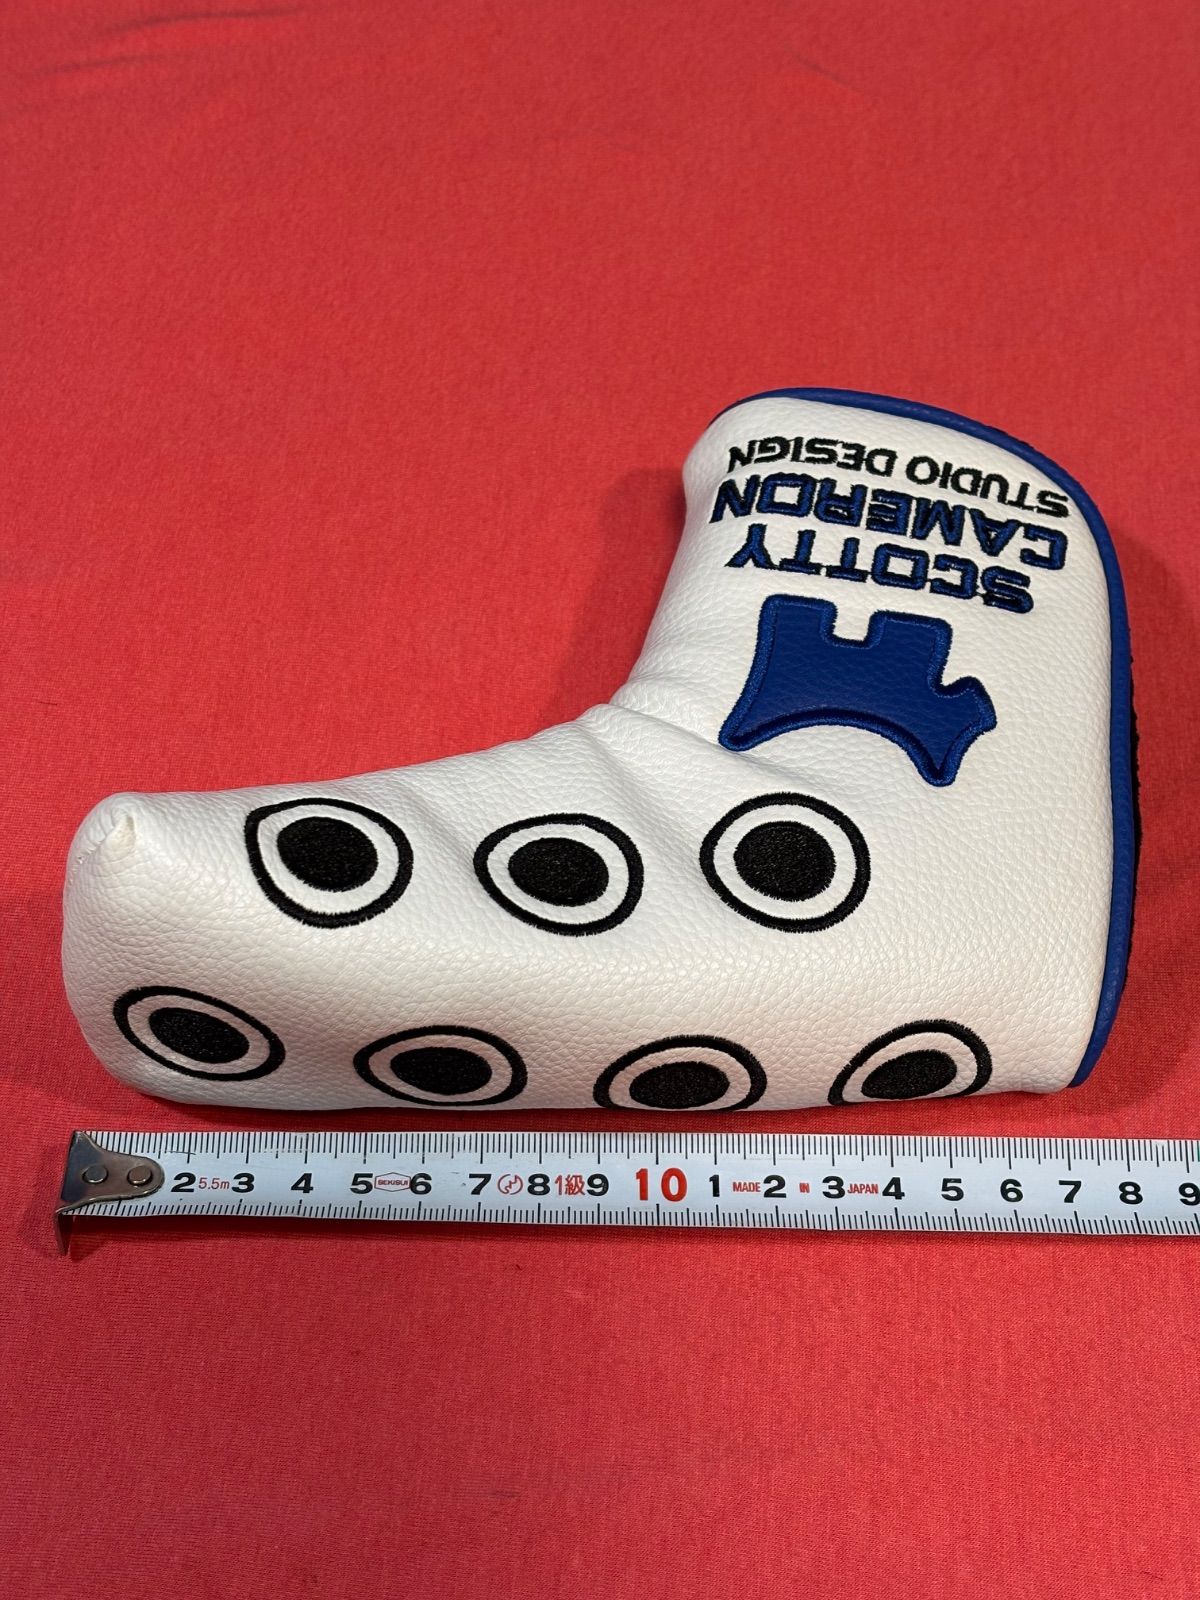 SCOTTY
CAMERON
STUDIO DESIGN
2 5.5m 3 4 5 SEKISUI 6 7 8 1級 9 10 1 MADE 2 IN 3 JAPAN 4 5 6 7 8 9